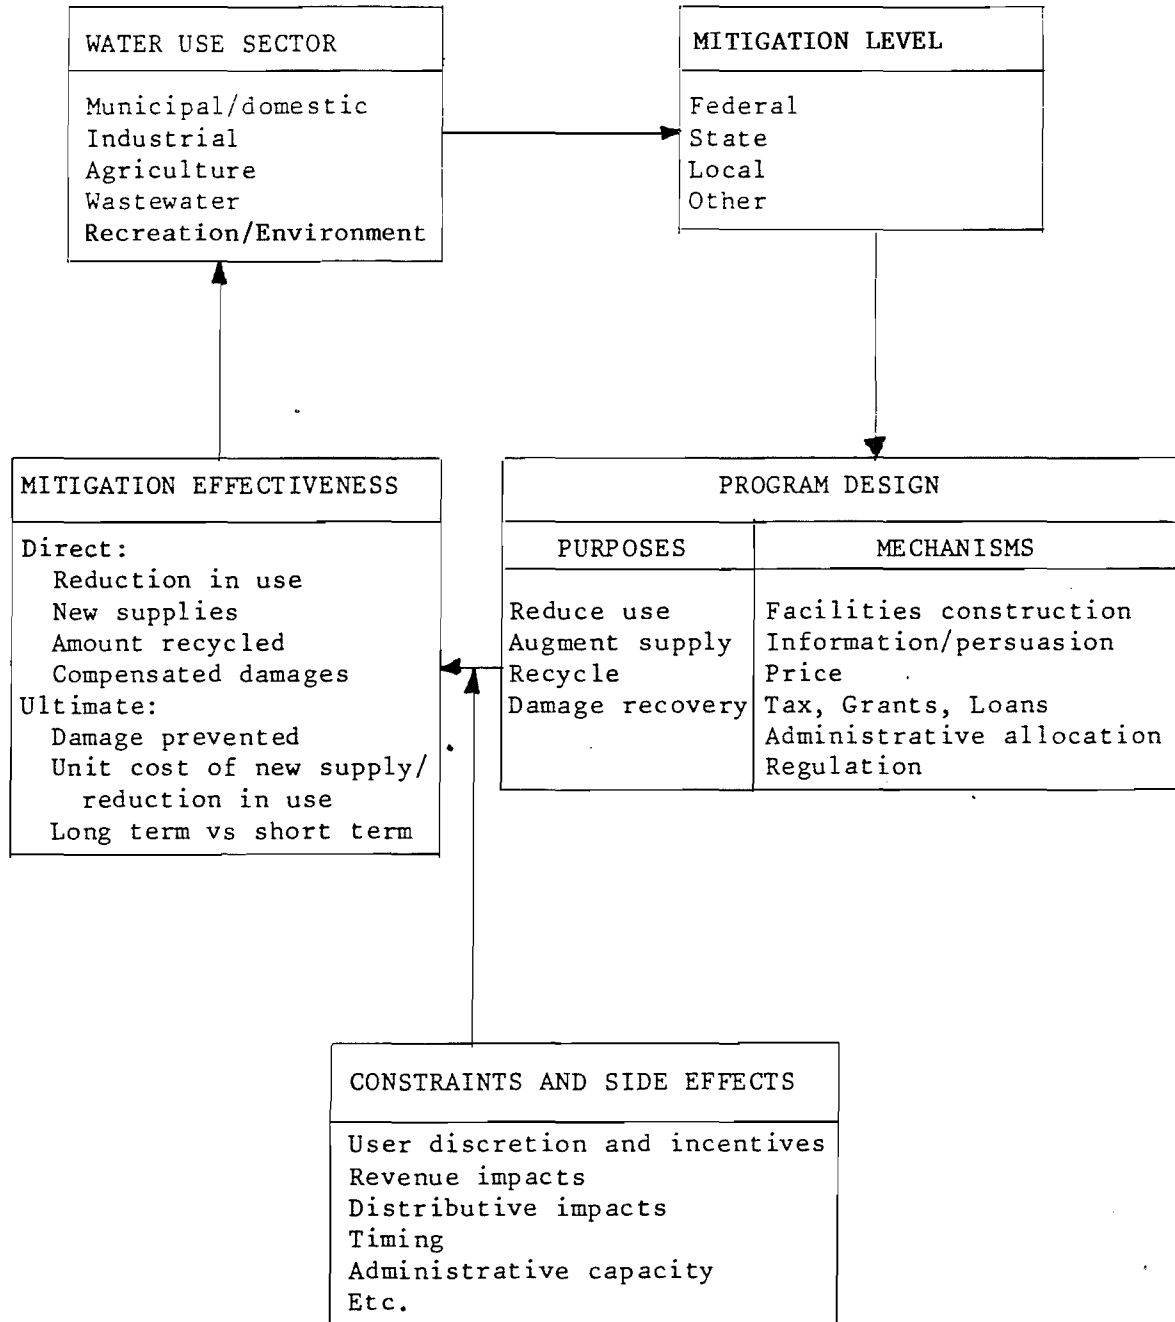 WATER USE SECTOR
Municipal/domestic
Industrial
Agriculture
Wastewater
Recreation/Environment
MITIGATION LEVEL
Federal
State
Local
Other
MITIGATION EFFECTIVENESS
Direct:
Reduction in use
New supplies
Amount recycled
Compensated damages
Ultimate:
Damage prevented
Unit cost of new supply/
reduction in use
Long term vs short term
PROGRAM DESIGN
PURPOSES
Reduce use
Augment supply
Recycle
Damage recovery
MECHANISMS
Facilities construction
Information/persuasion
Price
Tax, Grants, Loans
Administrative allocation
Regulation
CONSTRAINTS AND SIDE EFFECTS
User discretion and incentives
Revenue impacts
Distributive impacts
Timing
Administrative capacity
Etc.